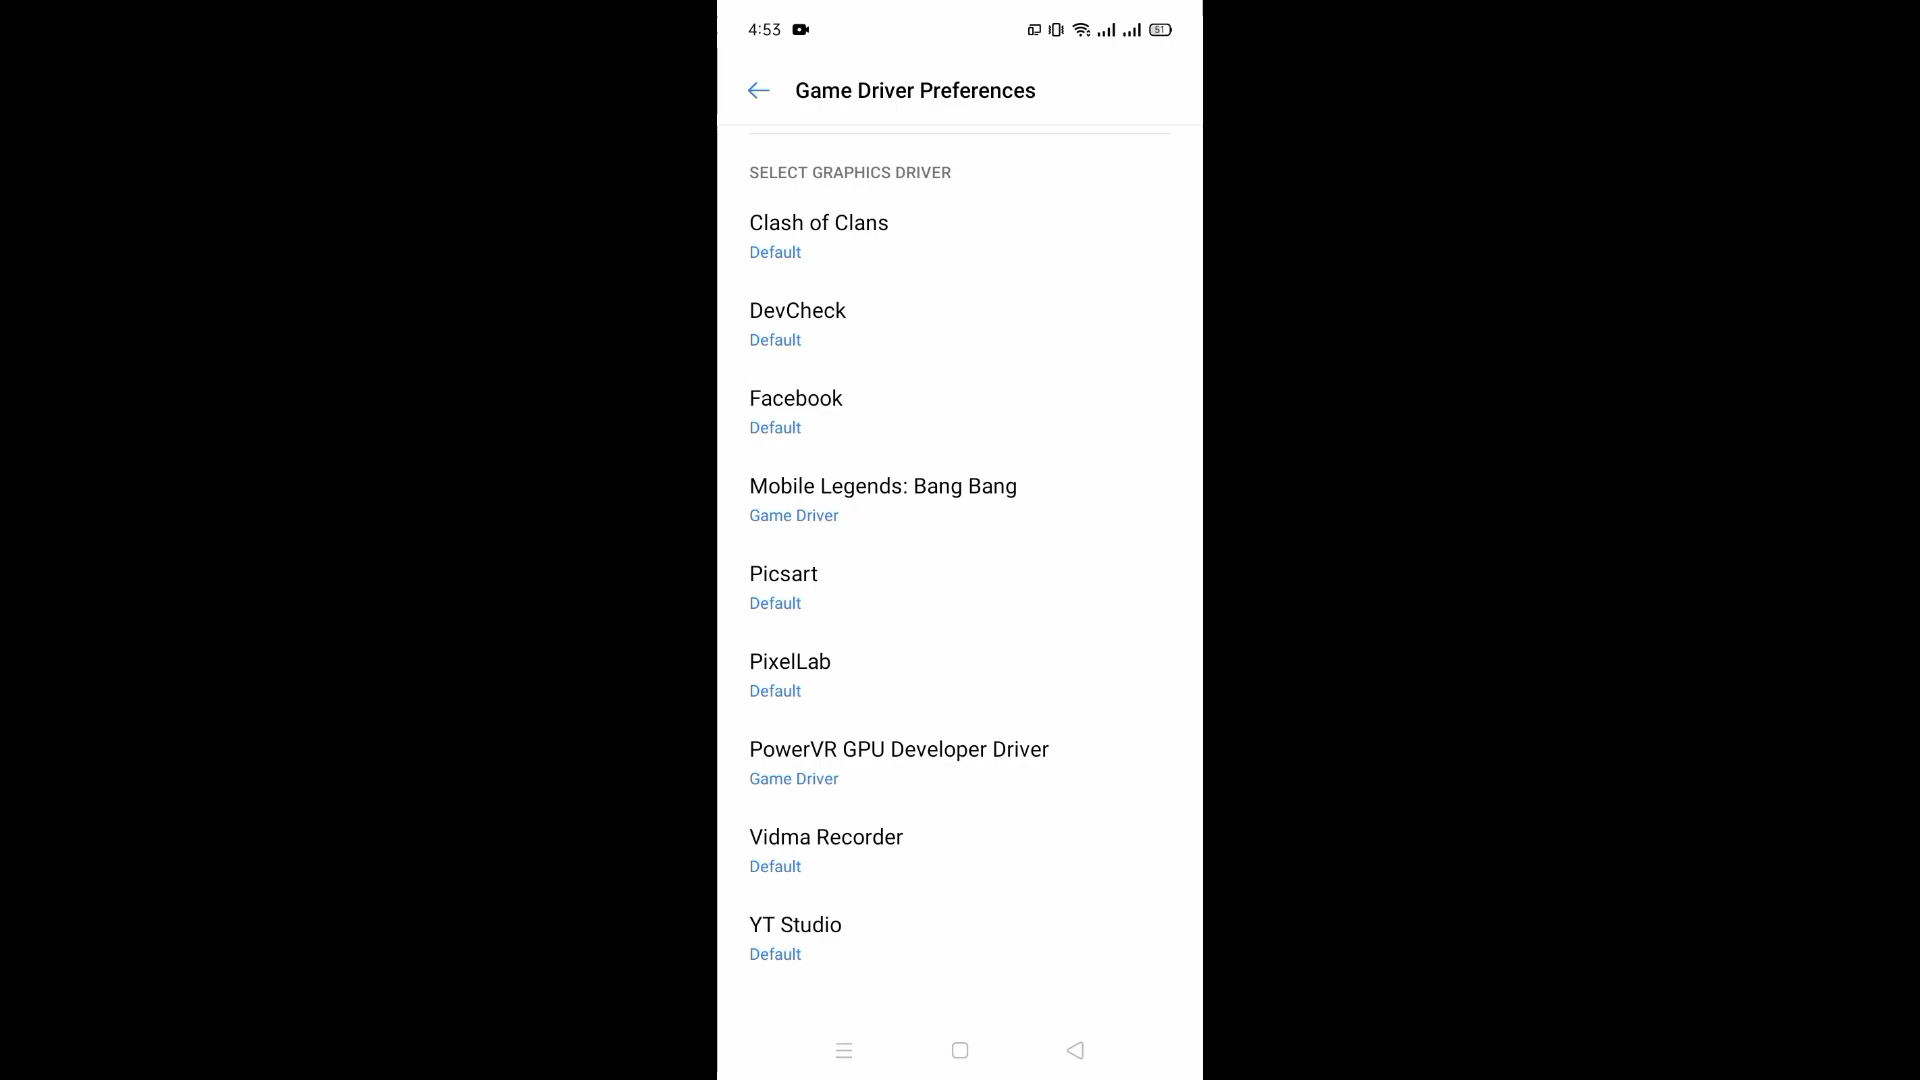 4:53
51
Game Driver Preferences
SELECT GRAPHICS DRIVER
Clash of Clans
Default
DevCheck
Default
Facebook
Default
Mobile Legends: Bang Bang
Game Driver
Picsart
Default
PixelLab
Default
PowerVR GPU Developer Driver
Game Driver
Vidma Recorder
Default
YT Studio
Default